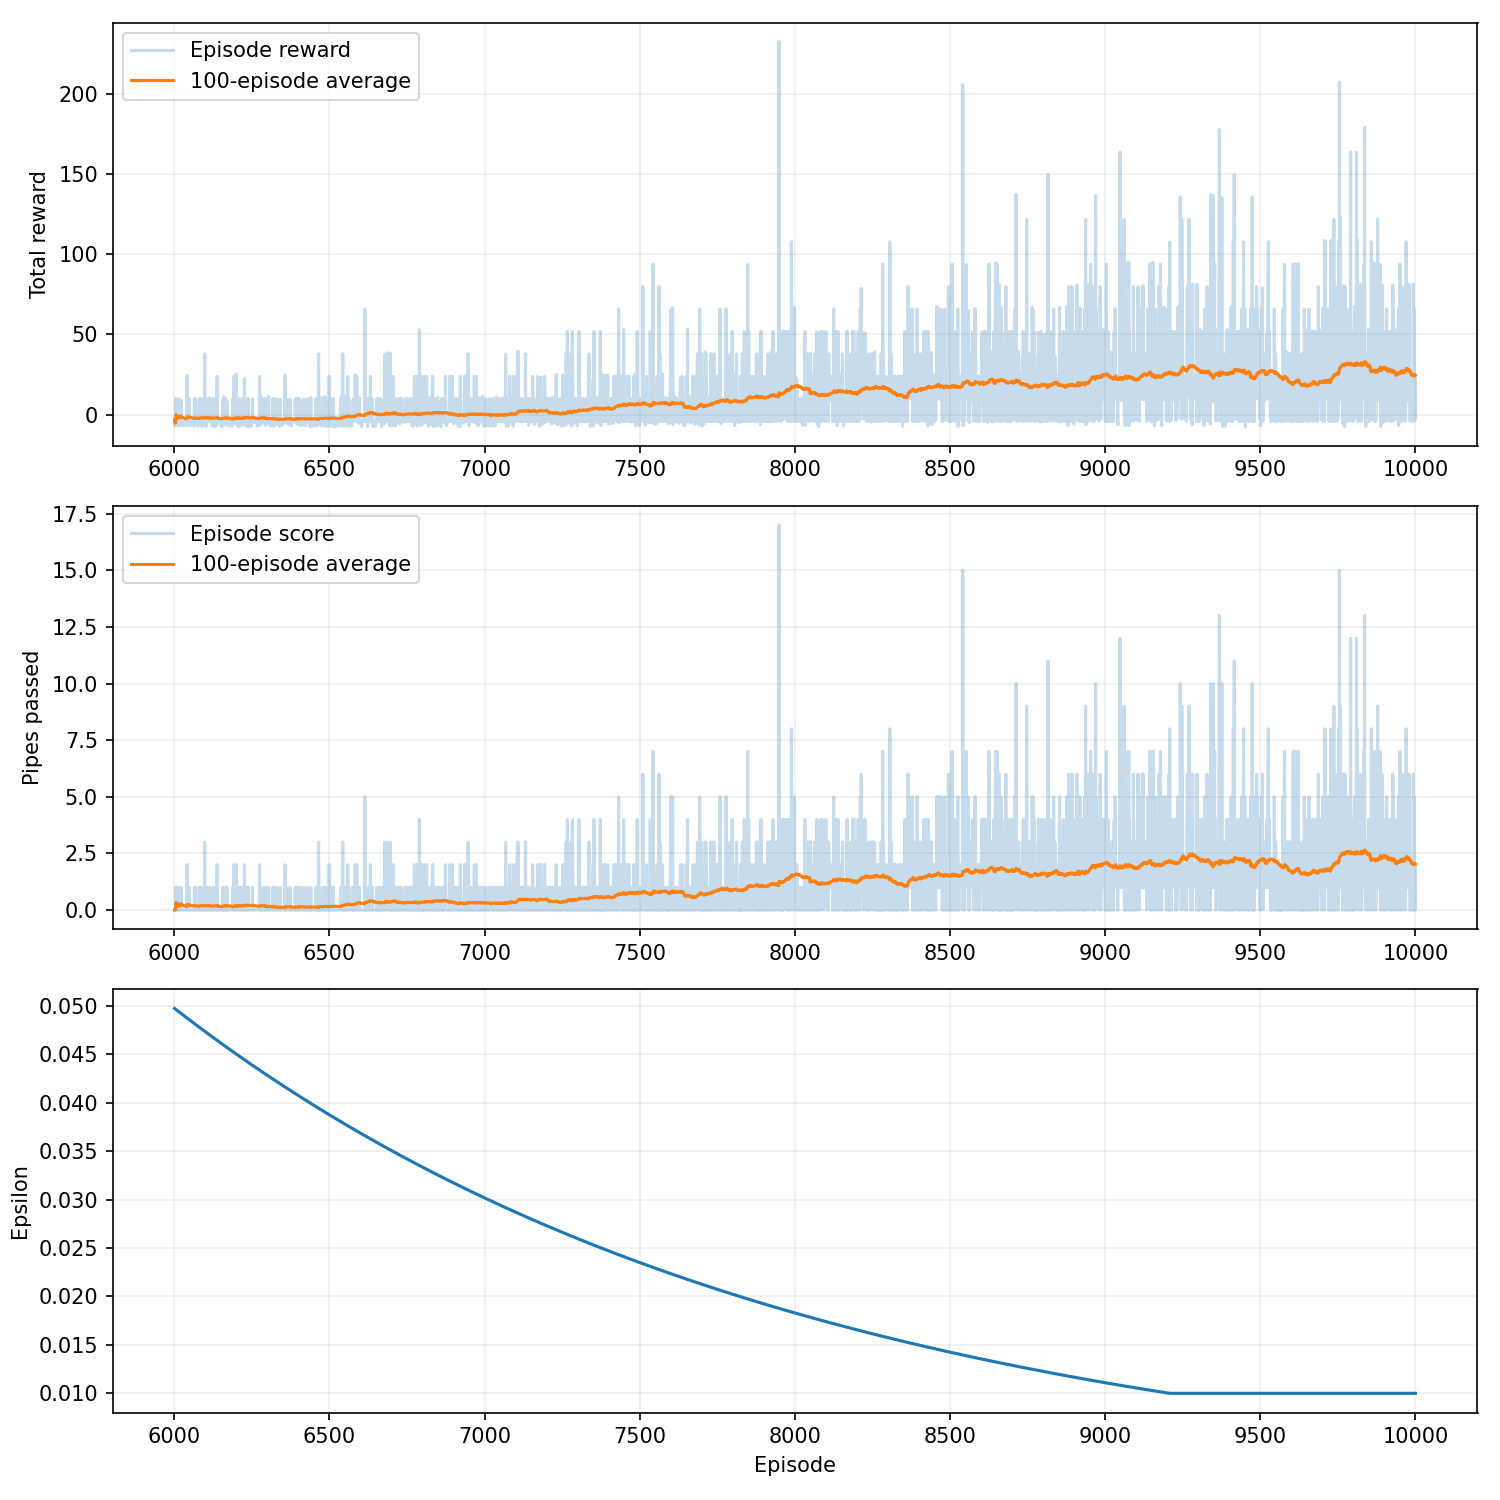 Episode reward
100-episode average
Total reward
200
150
100
50
0
6000 6500 7000 7500 8000 8500 9000 9500 10000
Episode score
100-episode average
Pipes passed
17.5
15.0
12.5
10.0
7.5
5.0
2.5
0.0
6000 6500 7000 7500 8000 8500 9000 9500 10000
Epsilon
0.050
0.045
0.040
0.035
0.030
0.025
0.020
0.015
0.010
6000 6500 7000 7500 8000 8500 9000 9500 10000
Episode